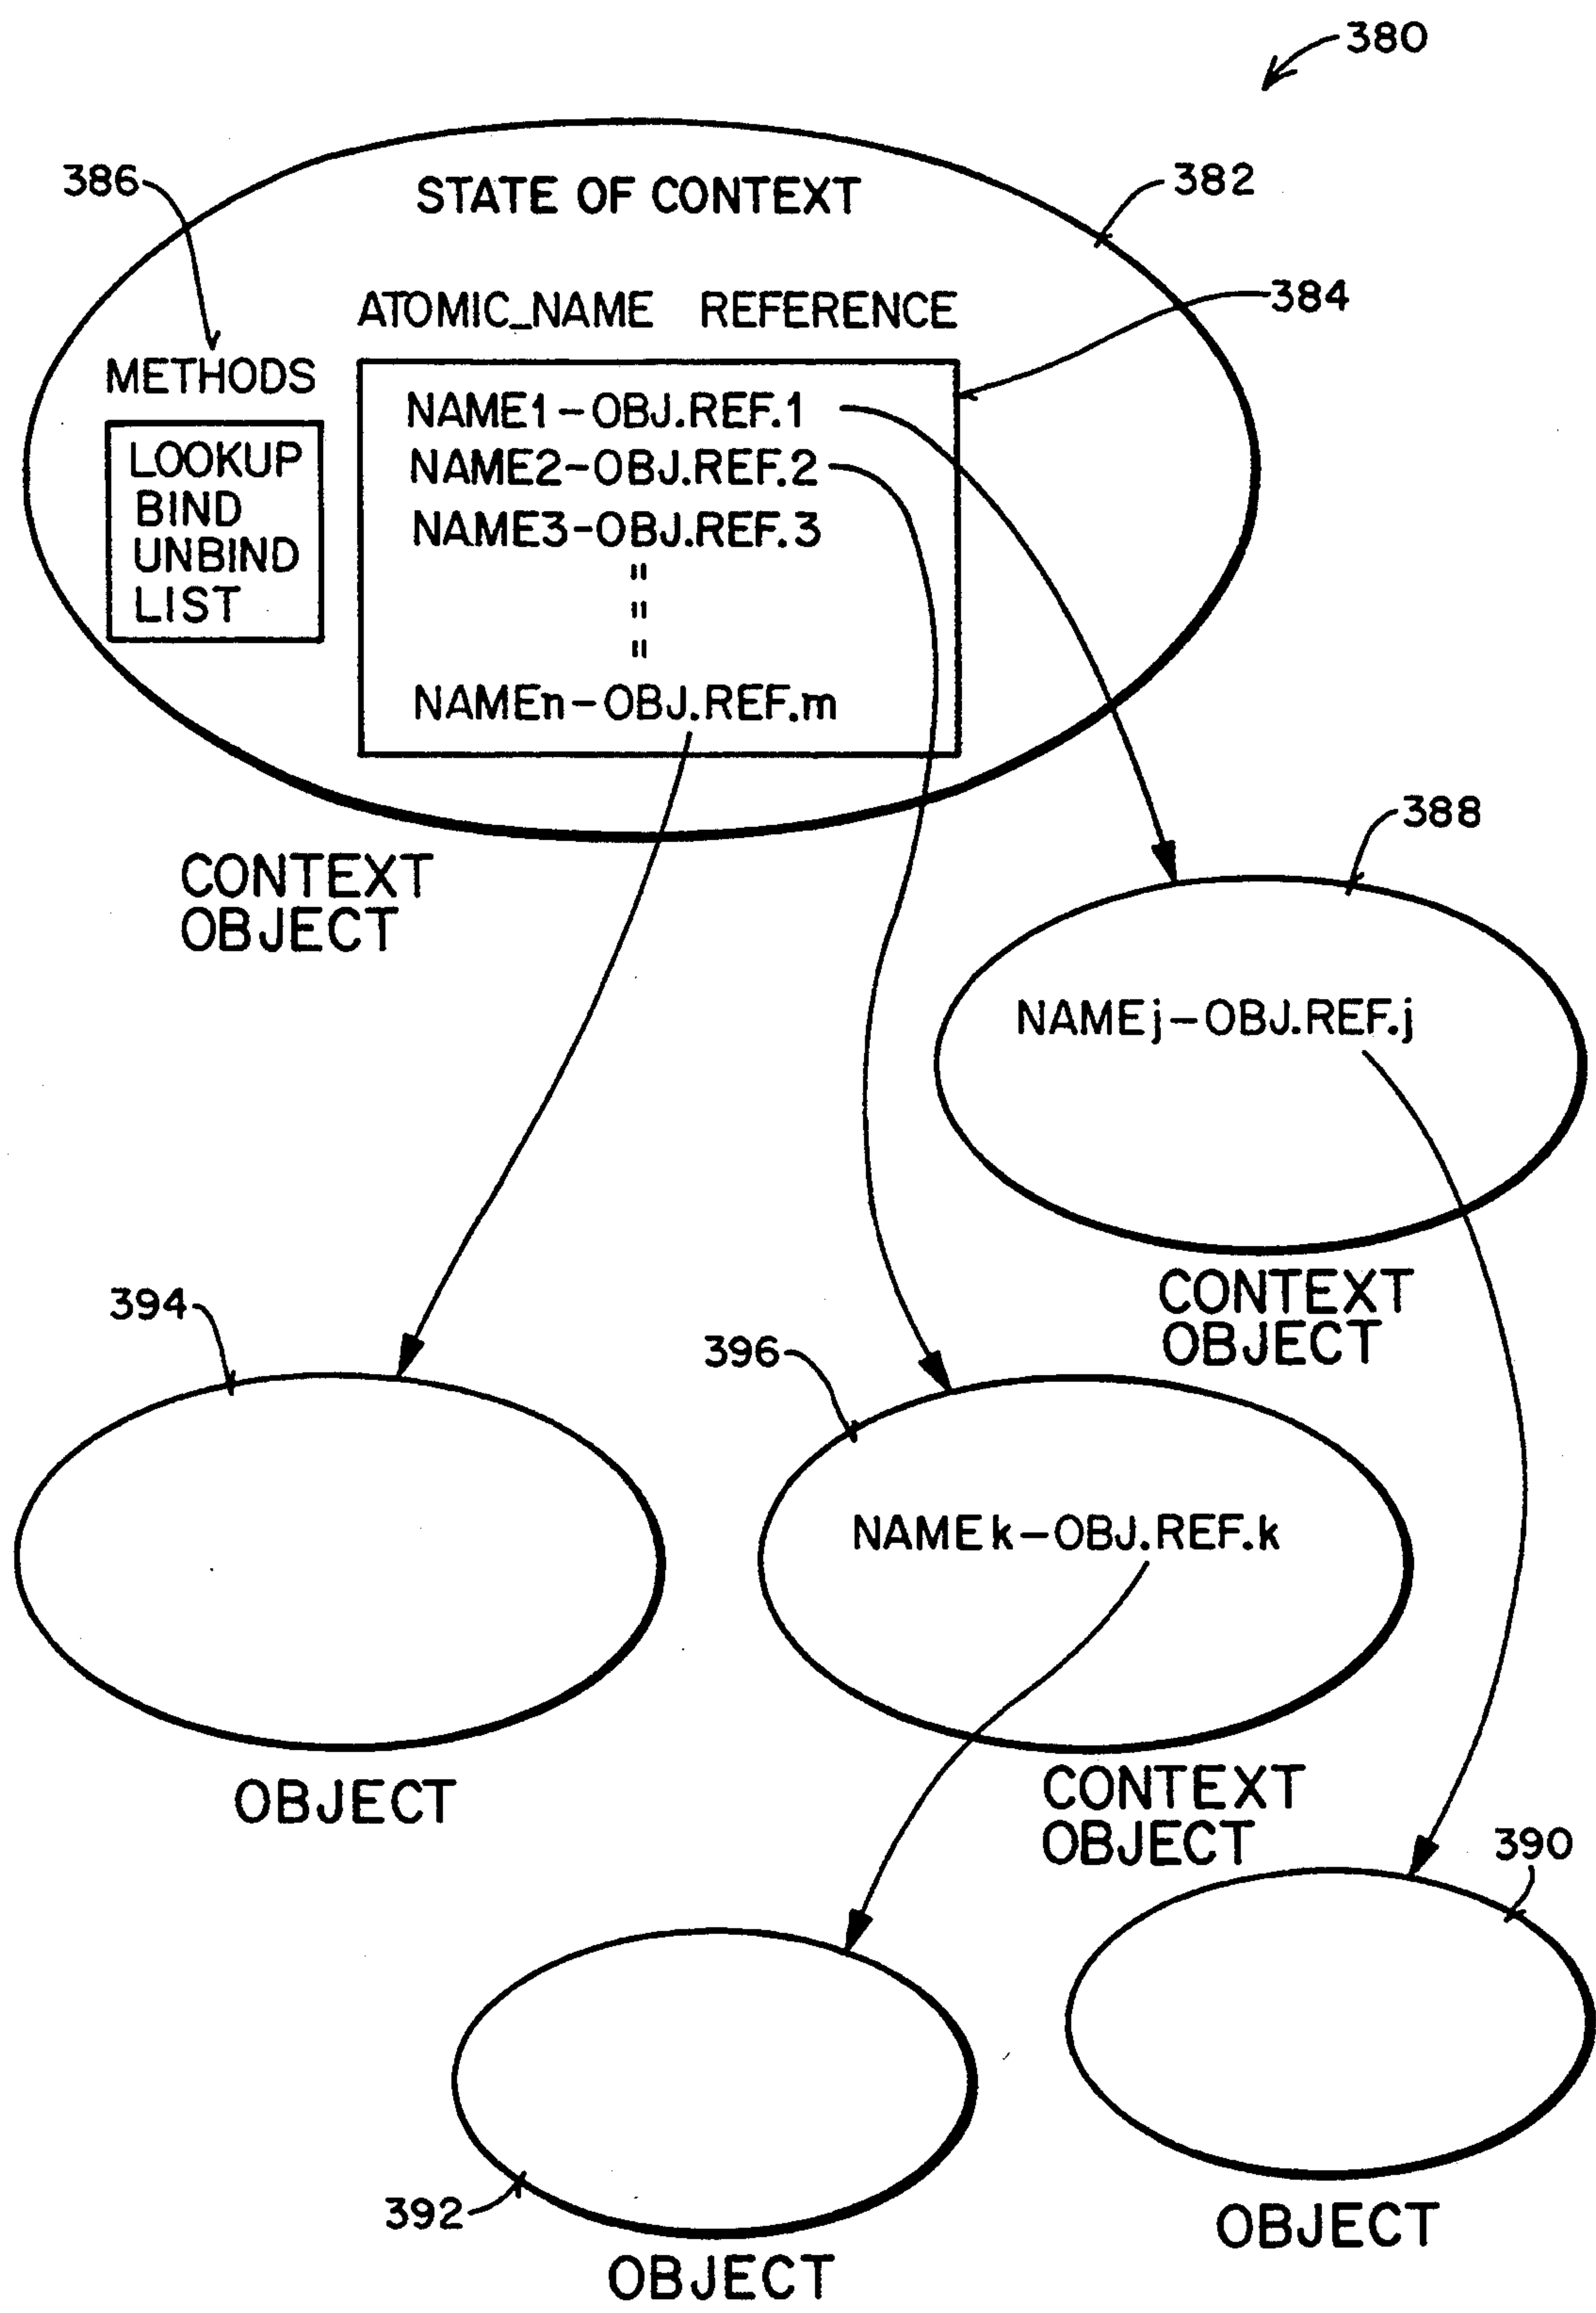 380
386
STATE OF CONTEXT
382
ATOMIC_NAME REFERENCE
384
METHODS
LOOKUP
BIND
UNBIND
LIST
NAME1-OBJ.REF.1
NAME2-OBJ.REF.2
NAME3-OBJ.REF.3
"
"
"
NAMEn-OBJ.REF.m
CONTEXT
OBJECT
388
NAMEj-OBJ.REF.j
CONTEXT
OBJECT
394
396
NAMEk-OBJ.REF.k
OBJECT
CONTEXT
OBJECT
390
392
OBJECT
OBJECT